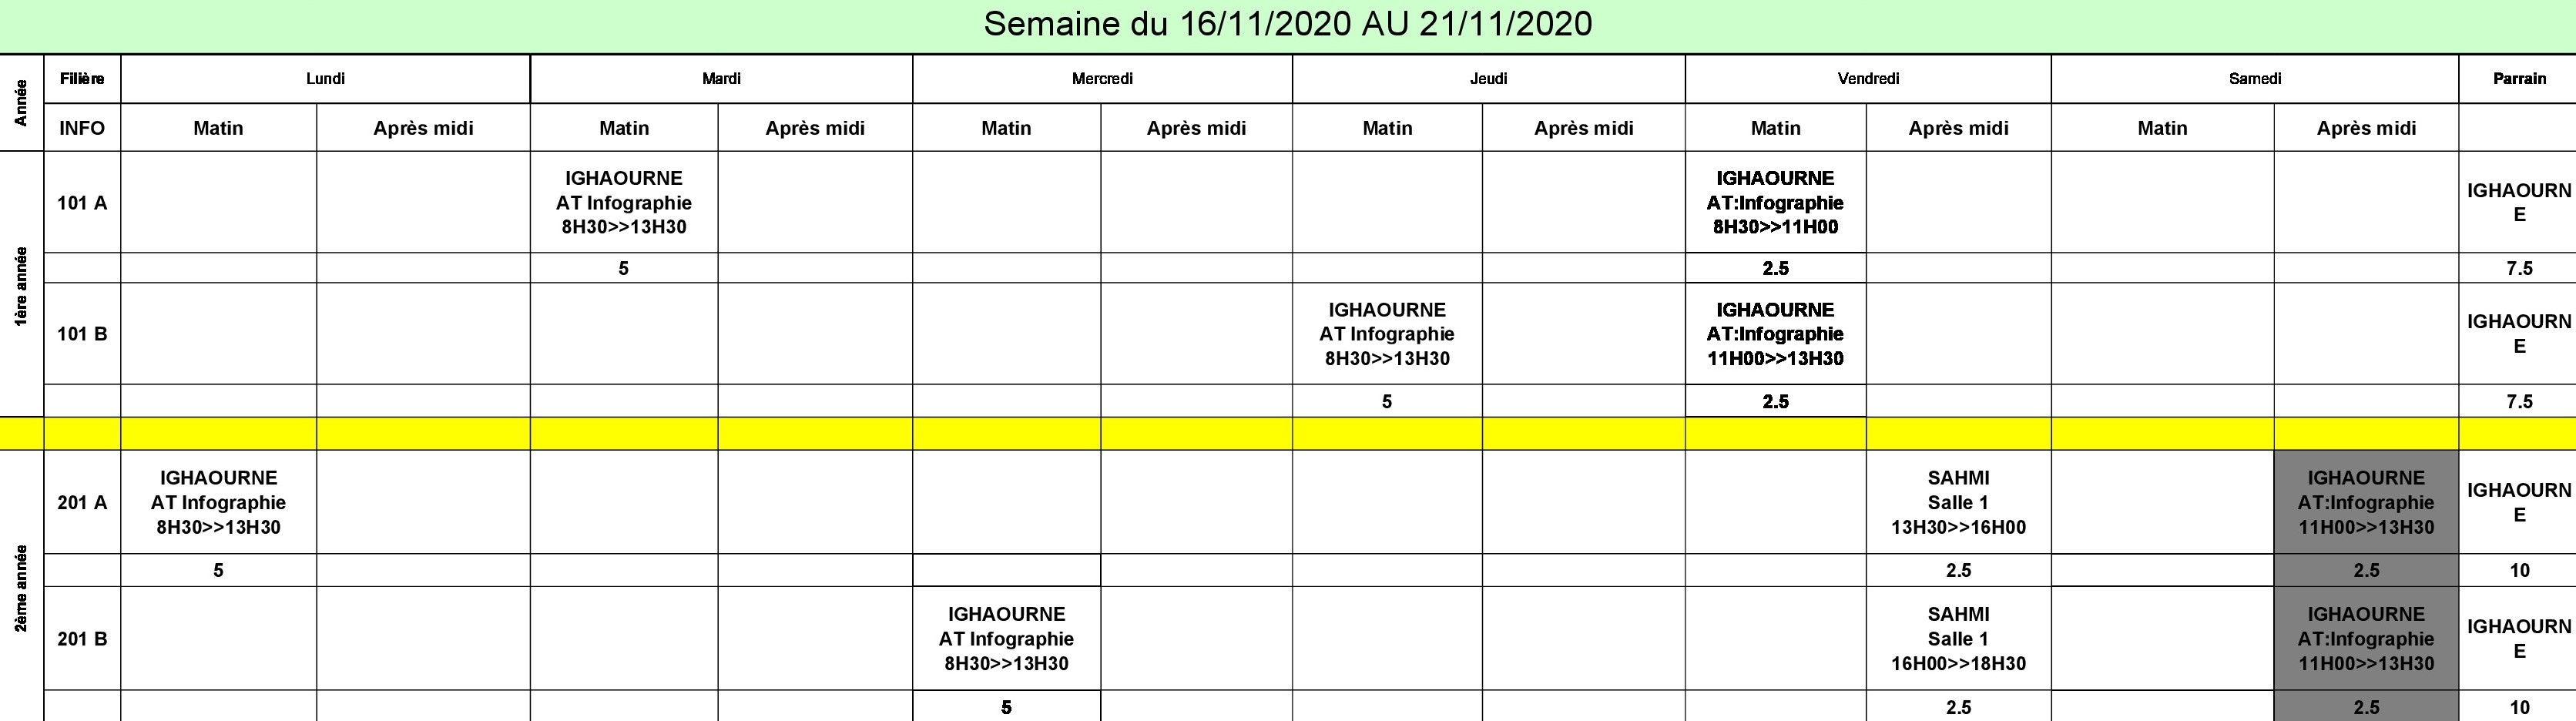 Semaine du 16/11/2020 AU 21/11/2020
Année Filière Lundi Mardi Mercredi Jeudi Vendredi Samedi Parrain
INFO Matin Après midi Matin Après midi Matin Après midi Matin Après midi Matin Après midi Matin Après midi
1ère année
101 A
IGHAOURNE
AT Infographie
8H30>>13H30
IGHAOURNE
AT:Infographie
8H30>>11H00
IGHAOURN
E
5 2.5 7.5
101 B
IGHAOURNE
AT Infographie
8H30>>13H30
IGHAOURNE
AT:Infographie
11H00>>13H30
IGHAOURN
E
5 2.5 7.5
2ème année
201 A
IGHAOURNE
AT Infographie
8H30>>13H30
SAHMI
Salle 1
13H30>>16H00
IGHAOURNE
AT:Infographie
11H00>>13H30
IGHAOURN
E
5 2.5 2.5 10
201 B
IGHAOURNE
AT Infographie
8H30>>13H30
SAHMI
Salle 1
16H00>>18H30
IGHAOURNE
AT:Infographie
11H00>>13H30
IGHAOURN
E
5 2.5 2.5 10